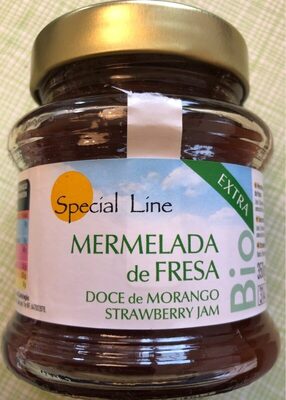 Special Line
EXTRA
MERMELADA
de FRESA
DOCE de MORANGO
STRAWBERRY JAM
Bio